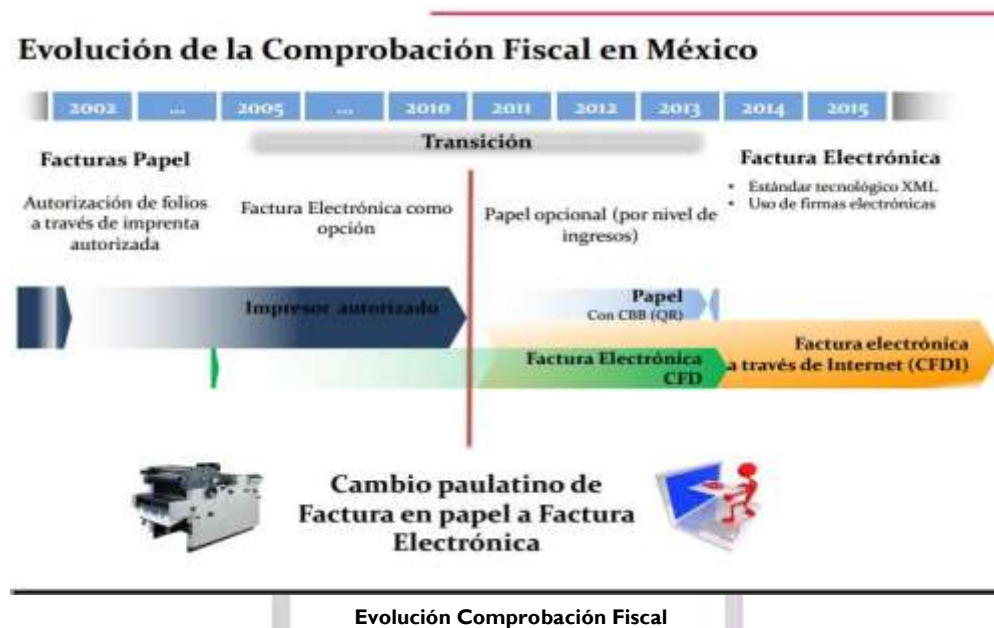 Evolución de la Comprobación Fiscal en México
2002 ... 2005 ... 2010 2011 2012 2013 2014 2015
Transición
Facturas Papel
Autorización de folios
a través de imprenta
autorizada
Factura Electrónica como
opción
Papel opcional (por nivel de
ingresos)
Factura Electrónica
• Estándar tecnológico XML
• Uso de firmas electrónicas
Impresor autorizado
Papel
Con CBB (QR)
Factura Electrónica
CFD
Factura electrónica
a través de Internet (CFDI)
Cambio paulatino de
Factura en papel a Factura
Electrónica
Evolución Comprobación Fiscal